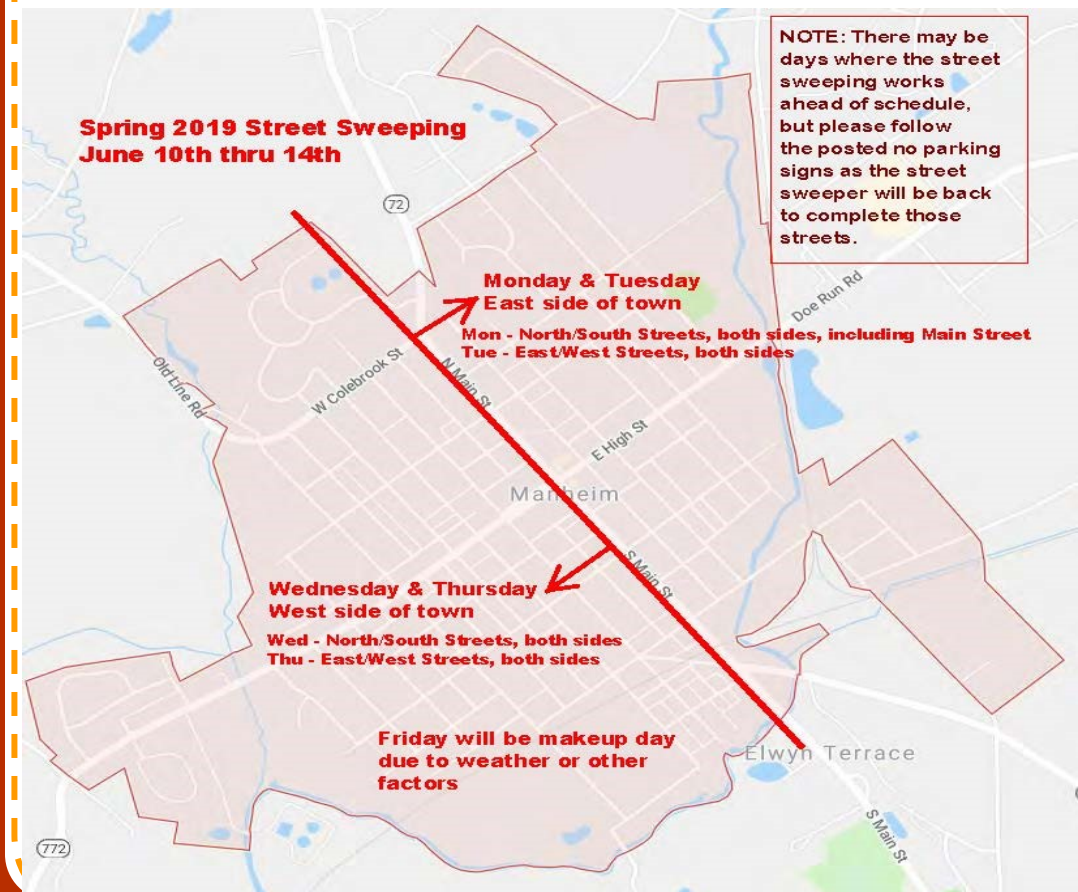 NOTE: There may be
days where the street
sweeping works
ahead of schedule,
but please follow
the posted no parking
signs as the street
sweeper will be back
to complete those
streets.
Spring 2019 Street Sweeping
June 10th thru 14th
72
Monday & Tuesday
East side of town
Mon - North/South Streets, both sides, including Main Street
Tue - East/West Streets, both sides
Doe Run Rd
Old Line Rd
W Colebrook St
N Main St
E High St
Manheim
S Main St
Wednesday & Thursday
West side of town
Wed - North/South Streets, both sides
Thu - East/West Streets, both sides
Friday will be makeup day
due to weather or other
factors
Elwyn Terrace
S Main St
772